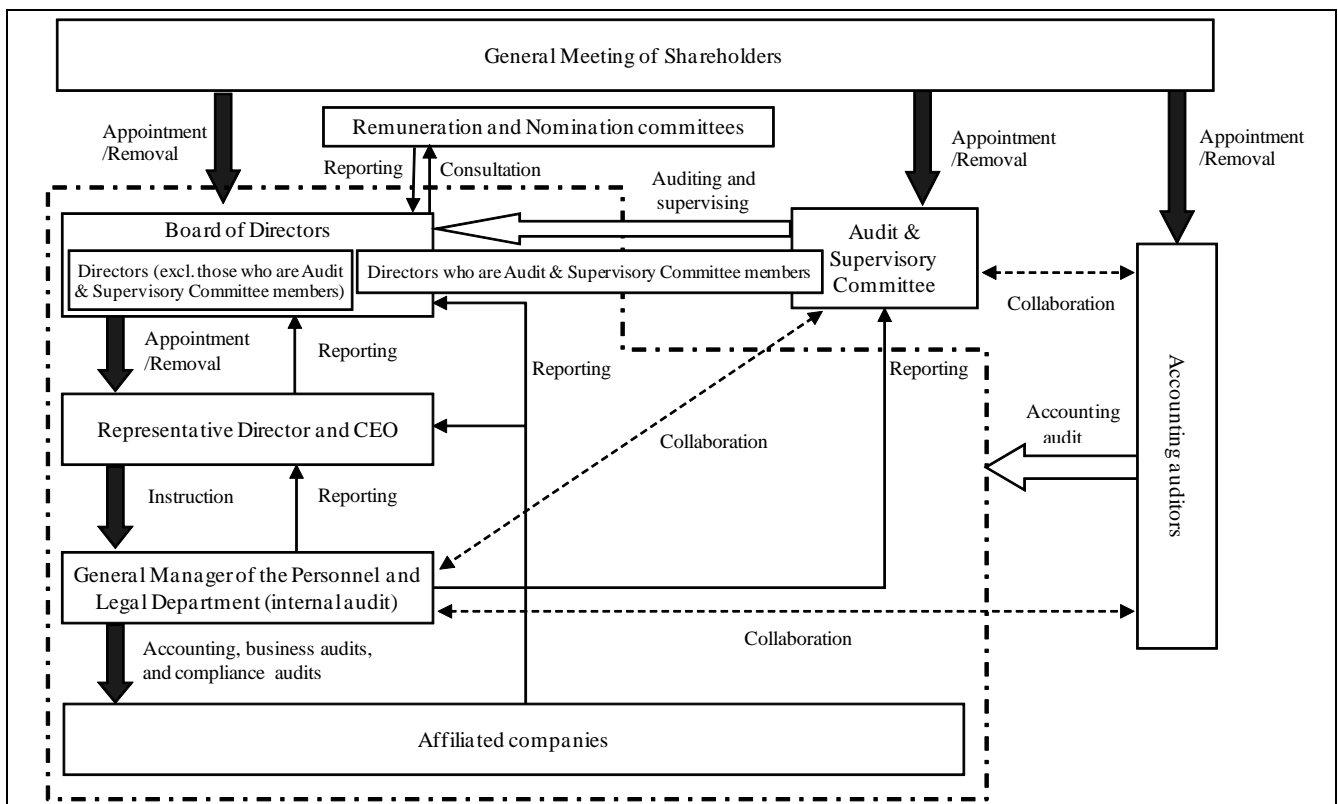 General Meeting of Shareholders
Appointment
/Removal
Remuneration and Nomination committees
Appointment
/Removal
Appointment
/Removal
Reporting
Consultation
Auditing and
supervising
Board of Directors
Directors (excl. those who are Audit
& Supervisory Committee members)
Directors who are Audit & Supervisory Committee members
Audit &
Supervisory
Committee
Collaboration
Appointment
/Removal
Reporting
Reporting
Reporting
Representative Director and CEO
Collaboration
Accounting
audit
Accounting auditors
Instruction
Reporting
General Manager of the Personnel and
Legal Department (internal audit)
Collaboration
Accounting, business audits,
and compliance audits
Affiliated companies